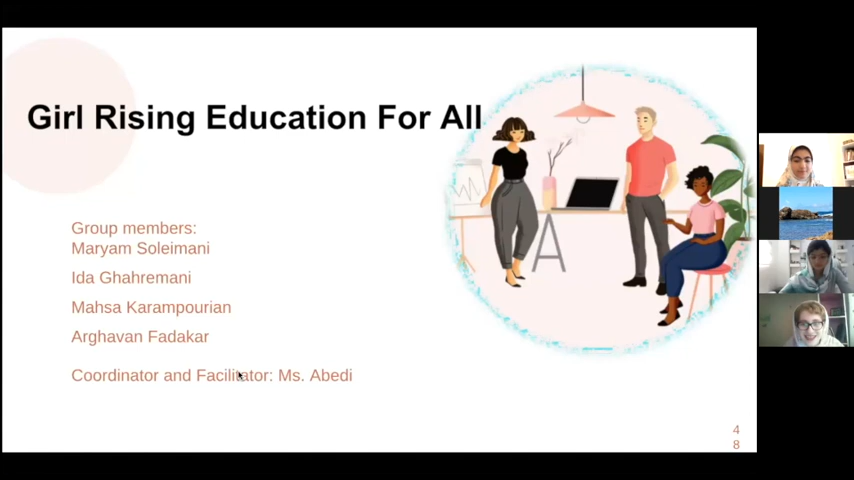 Girl Rising Education For All
Group members:
Maryam Soleimani
Ida Ghahremani
Mahsa Karampourian
Arghavan Fadakar
Coordinator and Facilitator: Ms. Abedi
4
8